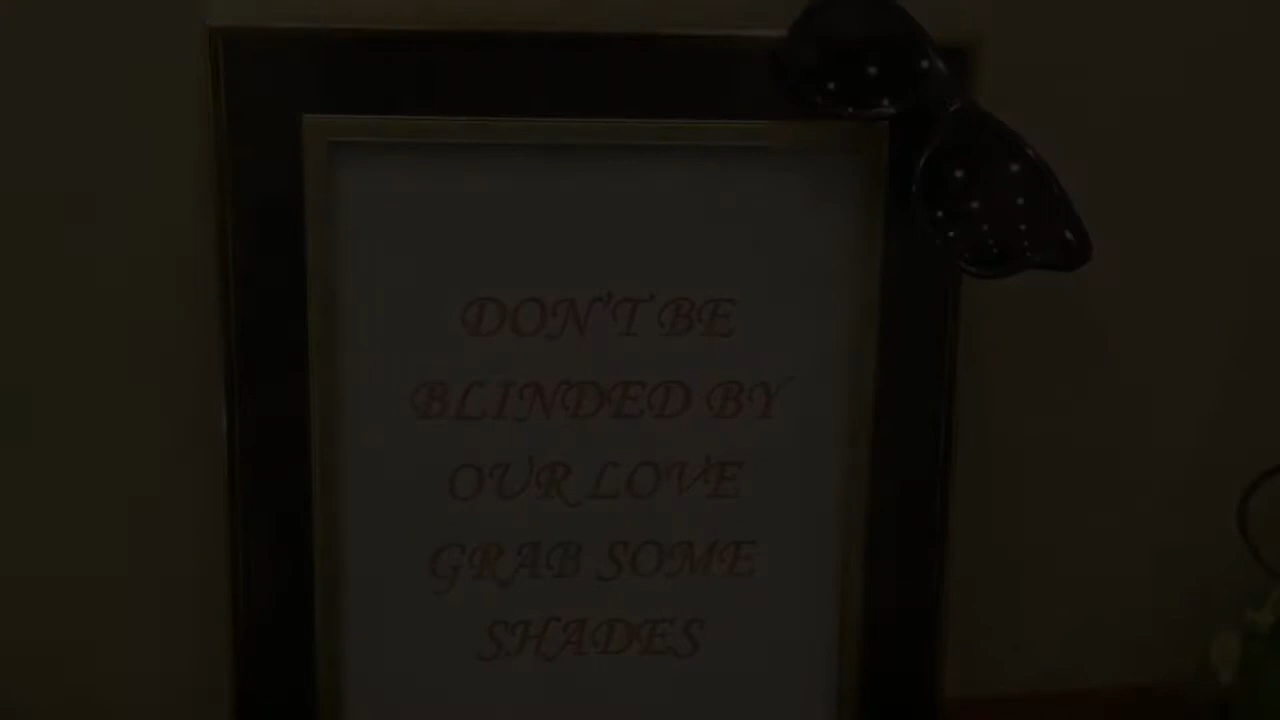 DON'T BE
BLINDED BY
OUR LOVE
GRAB SOME
SHADES